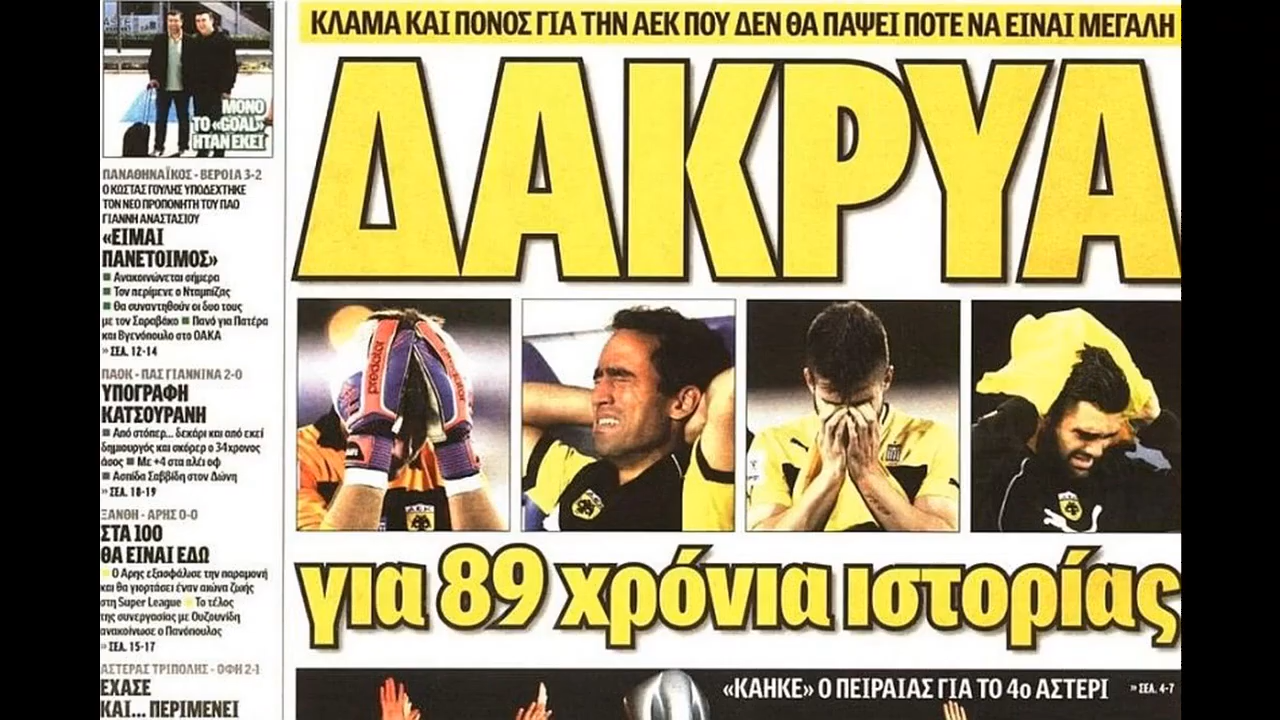 ΜΟΝΟ
ΤΟ «GOAL»
ΗΤΑΝ ΕΚΕΙ
ΠΑΝΑΘΗΝΑΪΚΟΣ - ΒΕΡΟΙΑ 3-2
Ο ΚΩΣΤΑΣ ΓΟΥΛΗΣ ΥΠΟΔΕΧΤΗΚΕ
ΤΟΝ ΝΕΟ ΠΡΟΠΟΝΗΤΗ ΤΟΥ ΠΑΟ
ΓΙΑΝΝΗ ΑΝΑΣΤΑΣΙΟΥ
«ΕΙΜΑΙ
ΠΑΝΕΤΟΙΜΟΣ»
■ Ανακοινώνεται σήμερα
■ Τον περίμενε ο Νταμπίζας
■ Θα συναντηθούν οι δυο τους
με τον Σαραβάκο ■ Πανό για Πατέρα
και Βγενόπουλο στο ΟΑΚΑ
» ΣΕΛ. 12-14
ΠΑΟΚ - ΠΑΣ ΓΙΑΝΝΙΝΑ 2-0
ΥΠΟΓΡΑΦΗ
ΚΑΤΣΟΥΡΑΝΗ
■ Από στόπερ... δεκάρι και από εκεί
δημιουργός και σκόρερ ο 34χρονος
άσος ■ Με +4 στα πλέι οφ
■ Ασπίδα Σαββίδη στον Δώνη
» ΣΕΛ. 18-19
ΞΑΝΘΗ - ΑΡΗΣ 0-0
ΣΤΑ 100
ΘΑ ΕΙΝΑΙ ΕΔΩ
■ Ο Άρης εξασφάλισε την παραμονή
και θα γιορτάσει έναν αιώνα ζωής
στη Super League ■ Το τέλος
της συνεργασίας με Ουζουνίδη
ανακοίνωσε ο Πανόπουλος
» ΣΕΛ. 15-17
ΑΣΤΕΡΑΣ ΤΡΙΠΟΛΗΣ - ΟΦΗ 2-1
ΕΧΑΣΕ
ΚΑΙ... ΠΕΡΙΜΕΝΕΙ
ΚΛΑΜΑ ΚΑΙ ΠΟΝΟΣ ΓΙΑ ΤΗΝ ΑΕΚ ΠΟΥ ΔΕΝ ΘΑ ΠΑΨΕΙ ΠΟΤΕ ΝΑ ΕΙΝΑΙ ΜΕΓΑΛΗ
ΔΑΚΡΥΑ
predator
Α.Ε.Κ
για 89 χρόνια ιστορίας
«ΚΑΗΚΕ» Ο ΠΕΙΡΑΙΑΣ ΓΙΑ ΤΟ 4ο ΑΣΤΕΡΙ » ΣΕΛ. 4-7